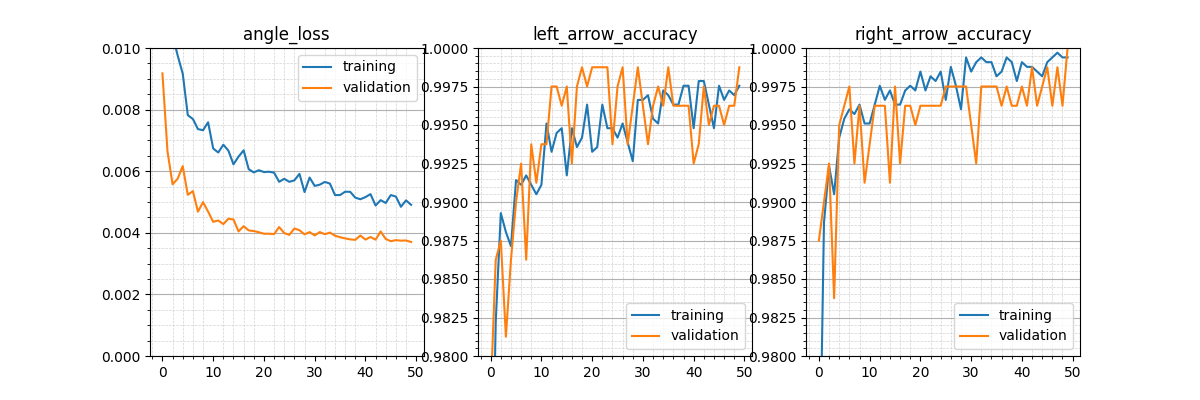 angle_loss
0.010
0.008
0.006
0.004
0.002
0.000
0 10 20 30 40 50
training
validation
left_arrow_accuracy
1.0000
0.9975
0.9950
0.9925
0.9900
0.9875
0.9850
0.9825
0.9800
0 10 20 30 40 50
training
validation
right_arrow_accuracy
1.0000
0.9975
0.9950
0.9925
0.9900
0.9875
0.9850
0.9825
0.9800
0 10 20 30 40 50
training
validation